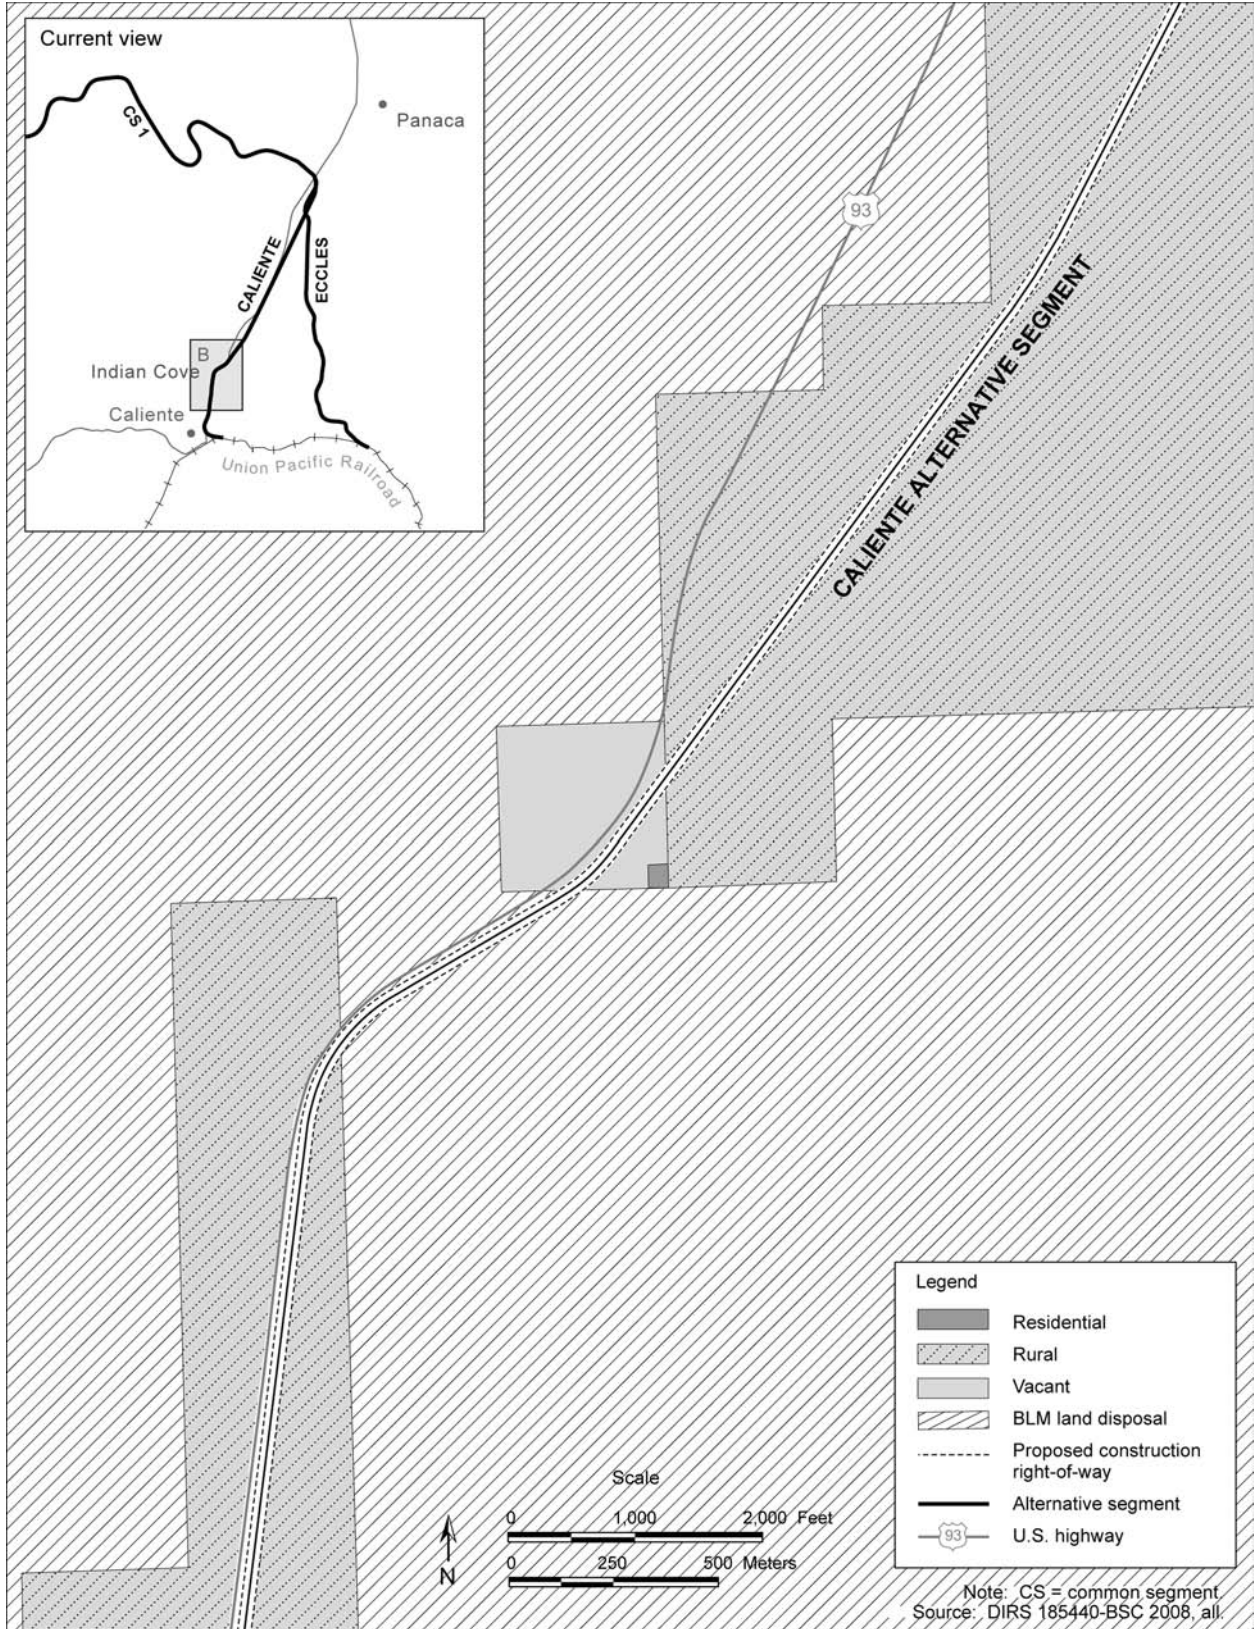 Current view
CS 1
Panaca
CALIENTE
ECCLES
B
Indian Cove
Caliente
Union Pacific Railroad
93
CALIENTE ALTERNATIVE SEGMENT
Legend
Residential
Rural
Vacant
BLM land disposal
Proposed construction
right-of-way
Alternative segment
93 U.S. highway
Scale
0 1,000 2,000 Feet
0 250 500 Meters
N
Note: CS = common segment.
Source: DIRS 185440-BSC 2008, all.